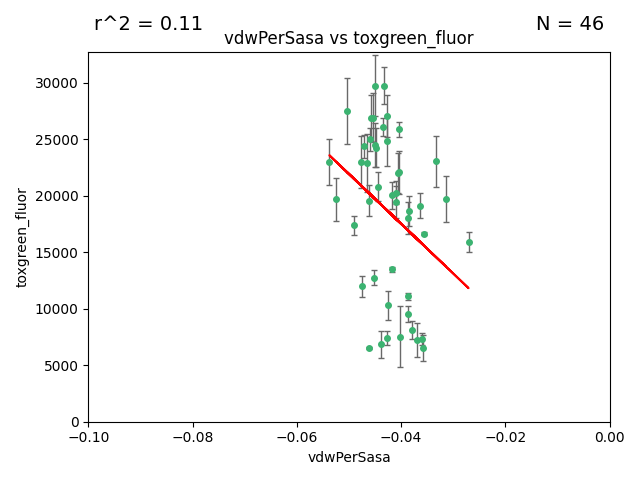 r^2 = 0.11
N = 46
vdwPerSasa vs toxgreen_fluor
30000
25000
20000
15000
10000
5000
0
toxgreen_fluor
−0.10
−0.08
−0.06
−0.04
−0.02
0.00
vdwPerSasa